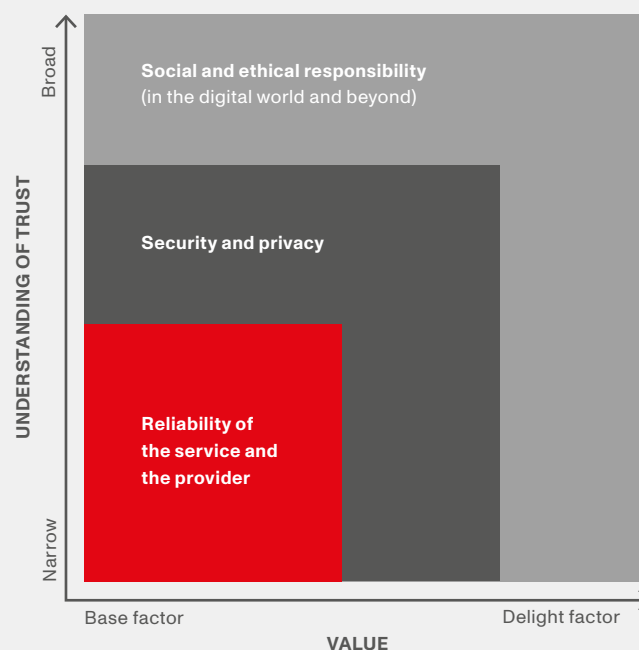 Social and ethical responsibility
(in the digital world and beyond)
Security and privacy
Reliability of
the service and
the provider
UNDERSTANDING OF TRUST
Broad
Narrow
Base factor
Delight factor
VALUE